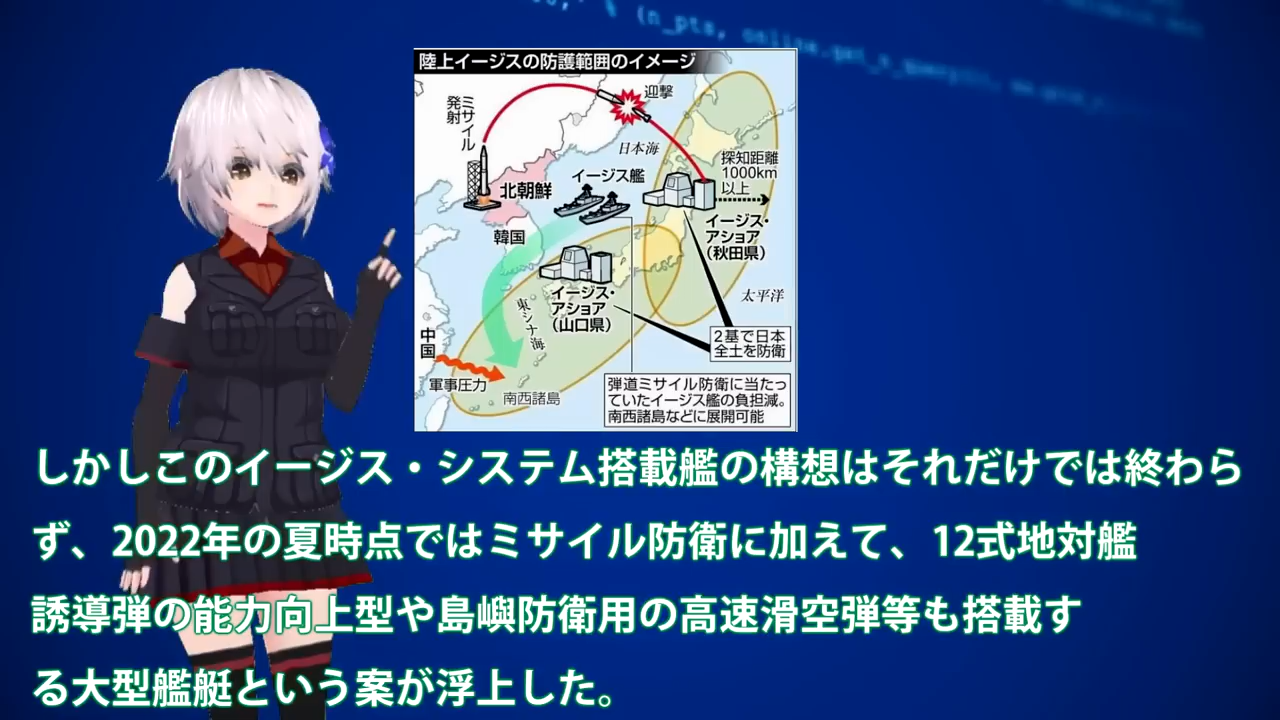 (n_pts,
陸上イージスの防護範囲のイメージ
迎撃
ミサイル
発射
日本海
探知距離
1000km
以上
イージス艦
北朝鮮
イージス・
アショア
(秋田県)
韓国
太平洋
イージス・
アショア
(山口県)
東シナ海
2基で日本
全土を防衛
中国
軍事圧力
南西諸島
弾道ミサイル防衛に当たっ
ていたイージス艦の負担減。
南西諸島などに展開可能
しかしこのイージス・システム搭載艦の構想はそれだけでは終わら
ず、2022年の夏時点ではミサイル防衛に加えて、12式地対艦
誘導弾の能力向上型や島嶼防衛用の高速滑空弾等も搭載す
る大型艦艇という案が浮上した。